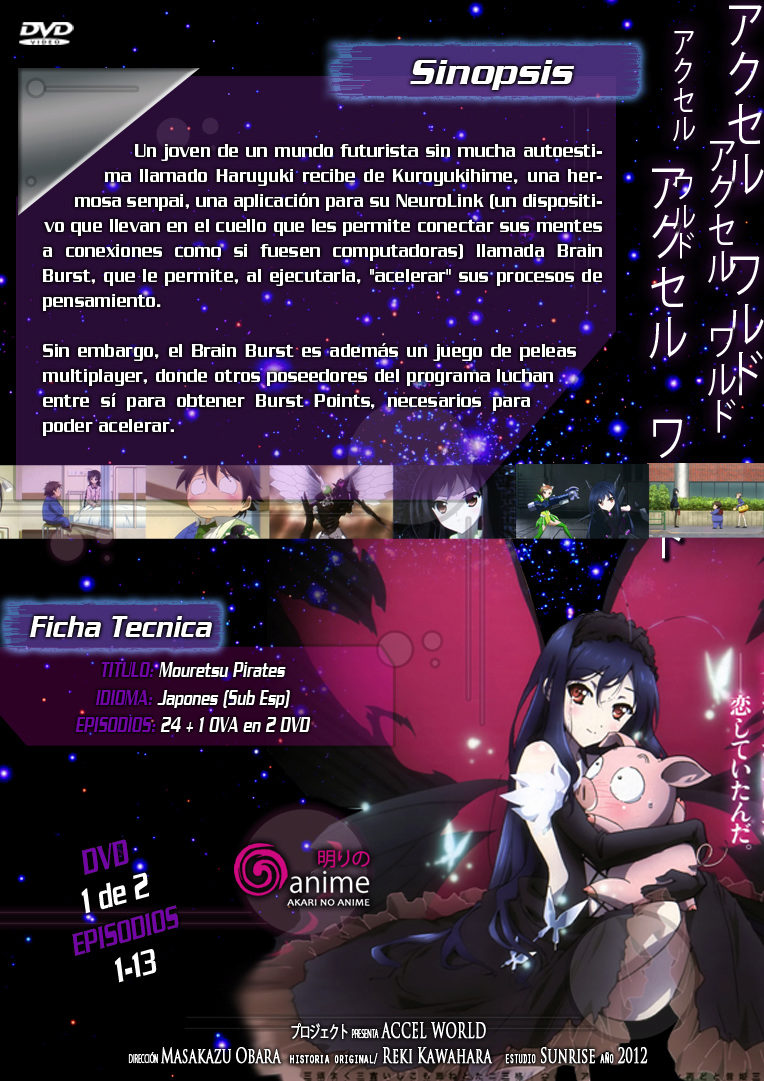 DVD
VIDEO
Sinopsis
アクセル ワルド
アクセル ワルド
アクセル ワルド
アクセル ワ
Un joven de un mundo futurista sin mucha autoesti-
ma llamado Haruyuki recibe de Kuroyukihime, una her-
mosa senpai, una aplicación para su NeuroLink (un dispositi-
vo que llevan en el cuello que les permite conectar sus mentes
a conexiones como si fuesen computadoras) llamada Brain
Burst, que le permite, al ejecutarla, "acelerar" sus procesos de
pensamiento.
Sin embargo, el Brain Burst es además un juego de peleas
multiplayer, donde otros poseedores del programa luchan
entre sí para obtener Burst Points, necesarios para
poder acelerar.
Ficha Tecnica
TITULO: Mouretsu Pirates
IDIOMA: Japones (Sub Esp)
EPISODIOS: 24 + 1 OVA en 2 DVD
恋していたんだ。
DVD
1 de 2
EPISODIOS
1-13
明りの
anime
AKARI NO ANIME
プロジェクト PRESENTA ACCEL WORLD
DIRECCIÓN MASAKAZU OBARA HISTORIA ORIGINAL/ REKI KAWAHARA ESTUDIO SUNRISE AÑO 2012